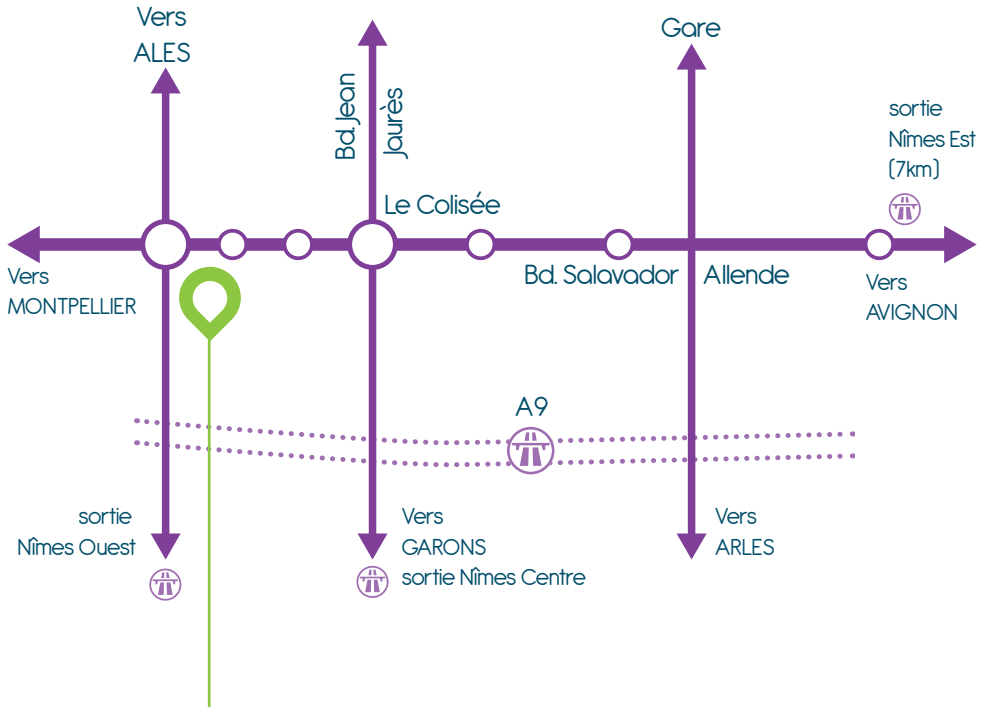 Vers
ALES
Bd.Jean
Jaurès
Gare
sortie
Nîmes Est
(7km)
Le Colisée
Vers
MONTPELLIER
Bd. Salavador Allende
Vers
AVIGNON
A9
sortie
Nîmes Ouest
Vers
GARONS
sortie Nîmes Centre
Vers
ARLES